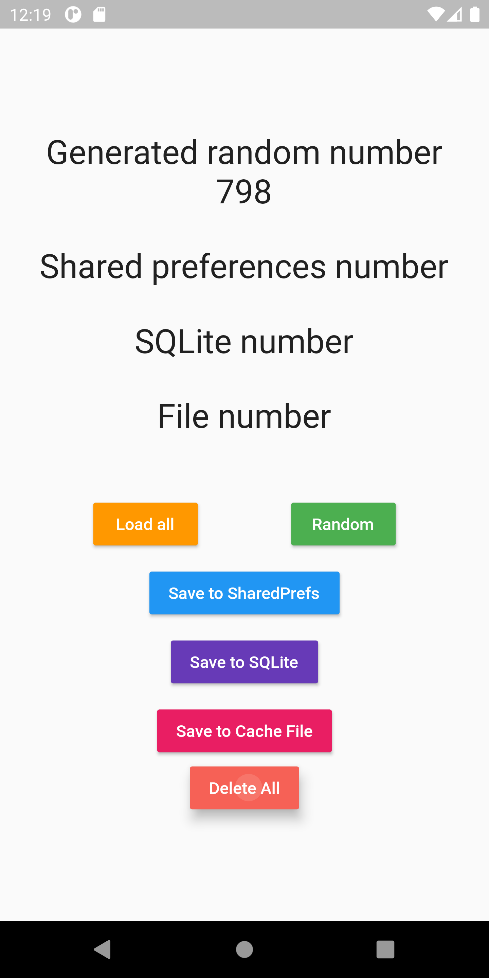 12:19
Generated random number
798
Shared preferences number
SQLite number
File number
Load all
Random
Save to SharedPrefs
Save to SQLite
Save to Cache File
Delete All